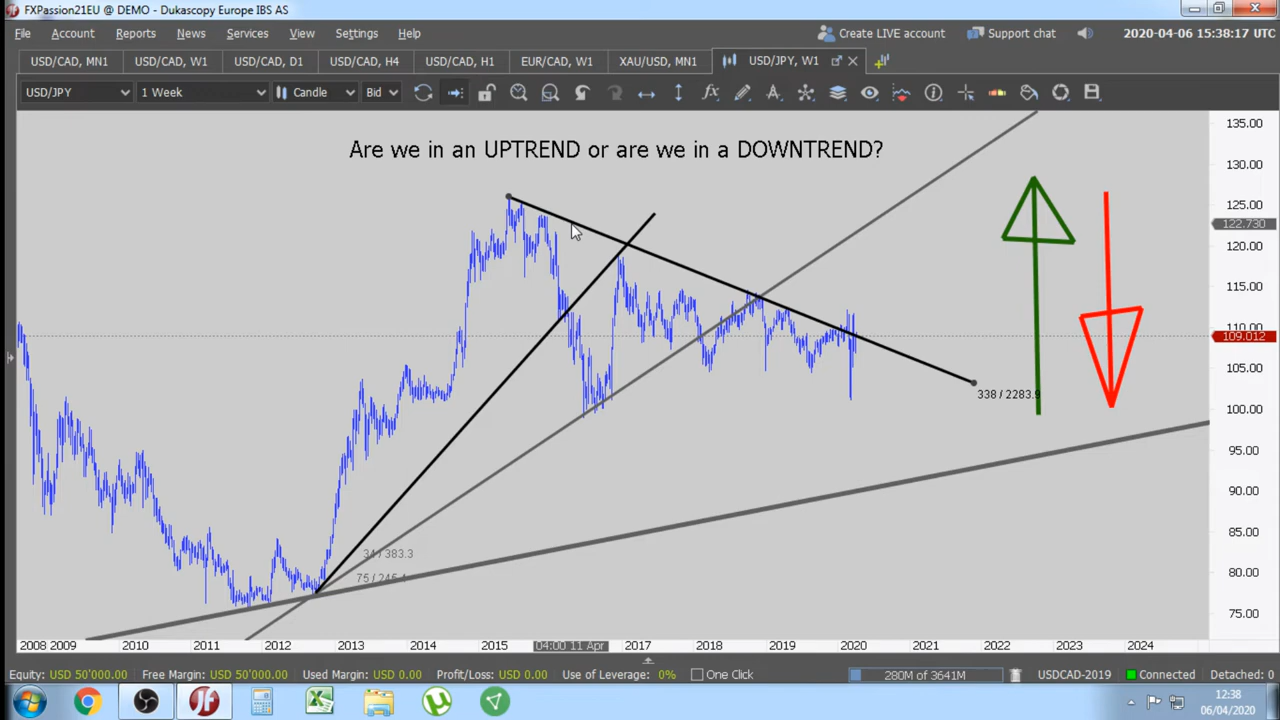 FXPassion21EU @ DEMO - Dukascopy Europe IBS AS
File Account Reports News Services View Settings Help Create LIVE account Support chat 2020-04-06 15:38:17 UTC
USD/CAD, MN1 USD/CAD, W1 USD/CAD, D1 USD/CAD, H4 USD/CAD, H1 EUR/CAD, W1 XAU/USD, MN1 USD/JPY, W1
USD/JPY 1 Week Candle Bid
Are we in an UPTREND or are we in a DOWNTREND?
135.00
130.00
125.00
122.730
120.00
115.00
110.00
109.012
105.00
100.00
95.00
90.00
85.00
80.00
75.00
338 / 2283.9
34 / 383.3
75 / 245.4
2008 2009 2010 2011 2012 2013 2014 2015 04:00 11 Apr 2017 2018 2019 2020 2021 2022 2023 2024
Equity: USD 50'000.00 Free Margin: USD 50'000.00 Used Margin: USD 0.00 Profit/Loss: USD 0.00 Use of Leverage: 0% One Click 280M of 3641M USDCAD-2019 Connected Detached: 0
12:38
06/04/2020